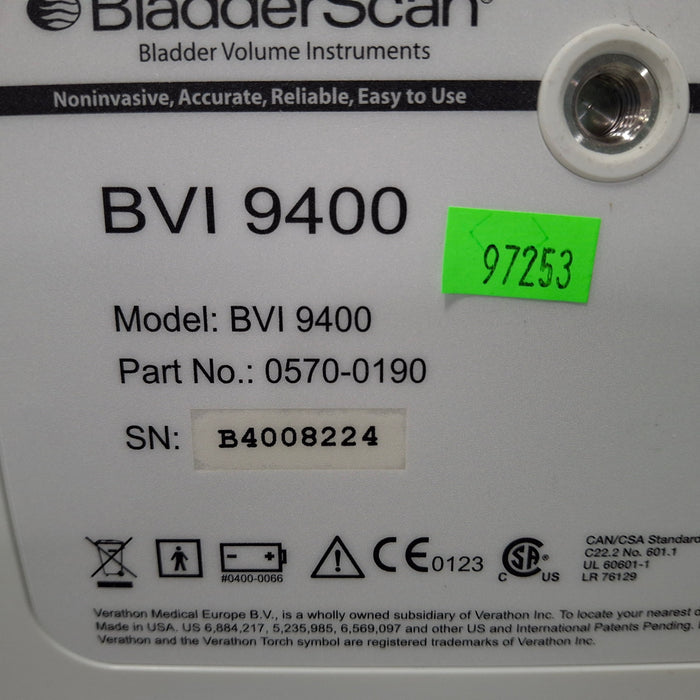 BladderScan®
Bladder Volume Instruments
Noninvasive, Accurate, Reliable, Easy to Use
BVI 9400
97253
Model: BVI 9400
Part No.: 0570-0190
SN: B4008224
- +
#0400-0066
CE 0123
C SA® US
CAN/CSA Standard
C22.2 No. 601.1
UL 60601-1
LR 76129
Verathon Medical Europe B.V., is a wholly owned subsidiary of Verathon Inc. To locate your nearest
Made in USA. US 6,884,217, 5,235,985, 6,569,097 and other US and International Patents Pending.
Verathon and the Verathon Torch symbol are registered trademarks of Verathon Inc.